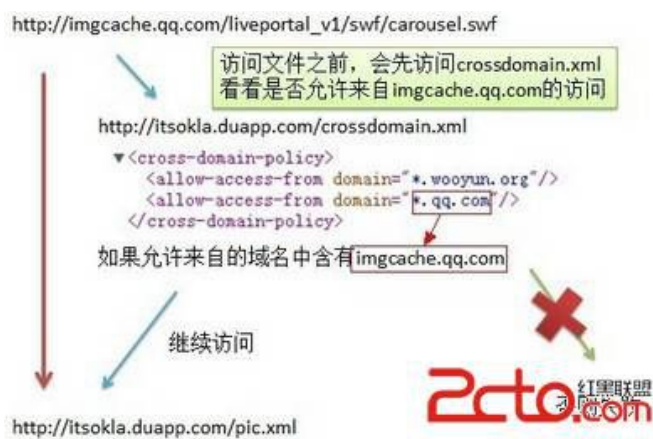 http://imgcache.qq.com/liveportal_v1/swf/carousel.swf
访问文件之前，会先访问crossdomain.xml
看看是否允许来自imgcache.qq.com的访问
http://itsokla.duapp.com/crossdomain.xml
▼<cross-domain-policy>
<allow-access-from domain="*.wooyun.org"/>
<allow-access-from domain="*.qq.com"/>
</cross-domain-policy>
如果允许来自的域名中含有imgcache.qq.com
继续访问
红黑联盟
2cto.com
http://itsokla.duapp.com/pic.xml